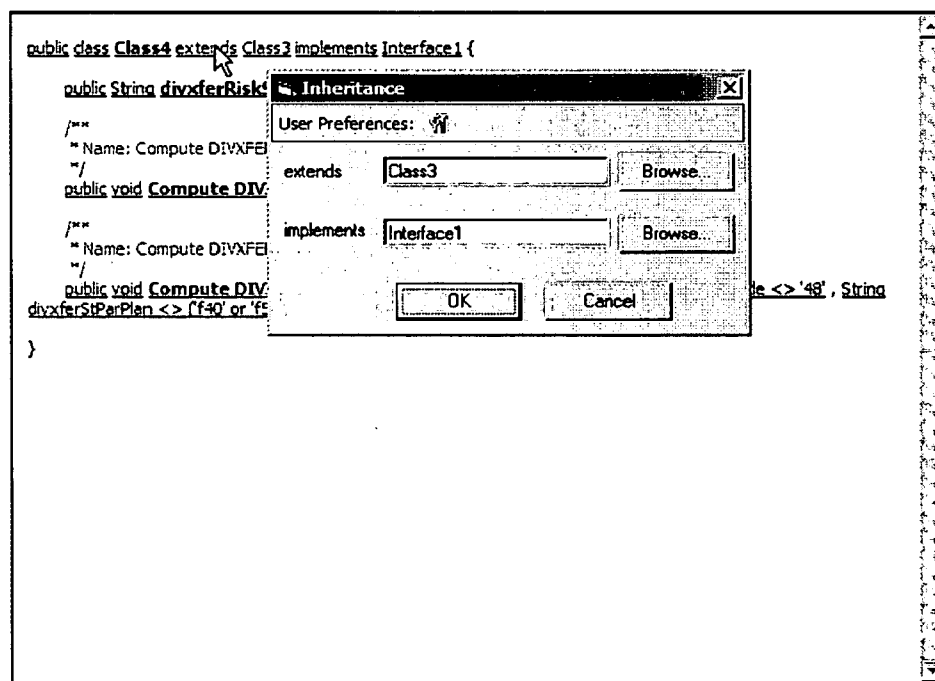 public class Class4 extends Class3 implements Interface1 {
public String divxferRiskS
Inheritance
User Preferences:
/**
* Name: Compute DIVXFE
*/
extends Class3 Browse...
public void Compute DIV
/**
implements Interface1 Browse...
* Name: Compute DIVXFE
*/
public void Compute DIV
OK Cancel
de <> '48' , String
divxferStParPlan <> ('f40' or 'f5
}